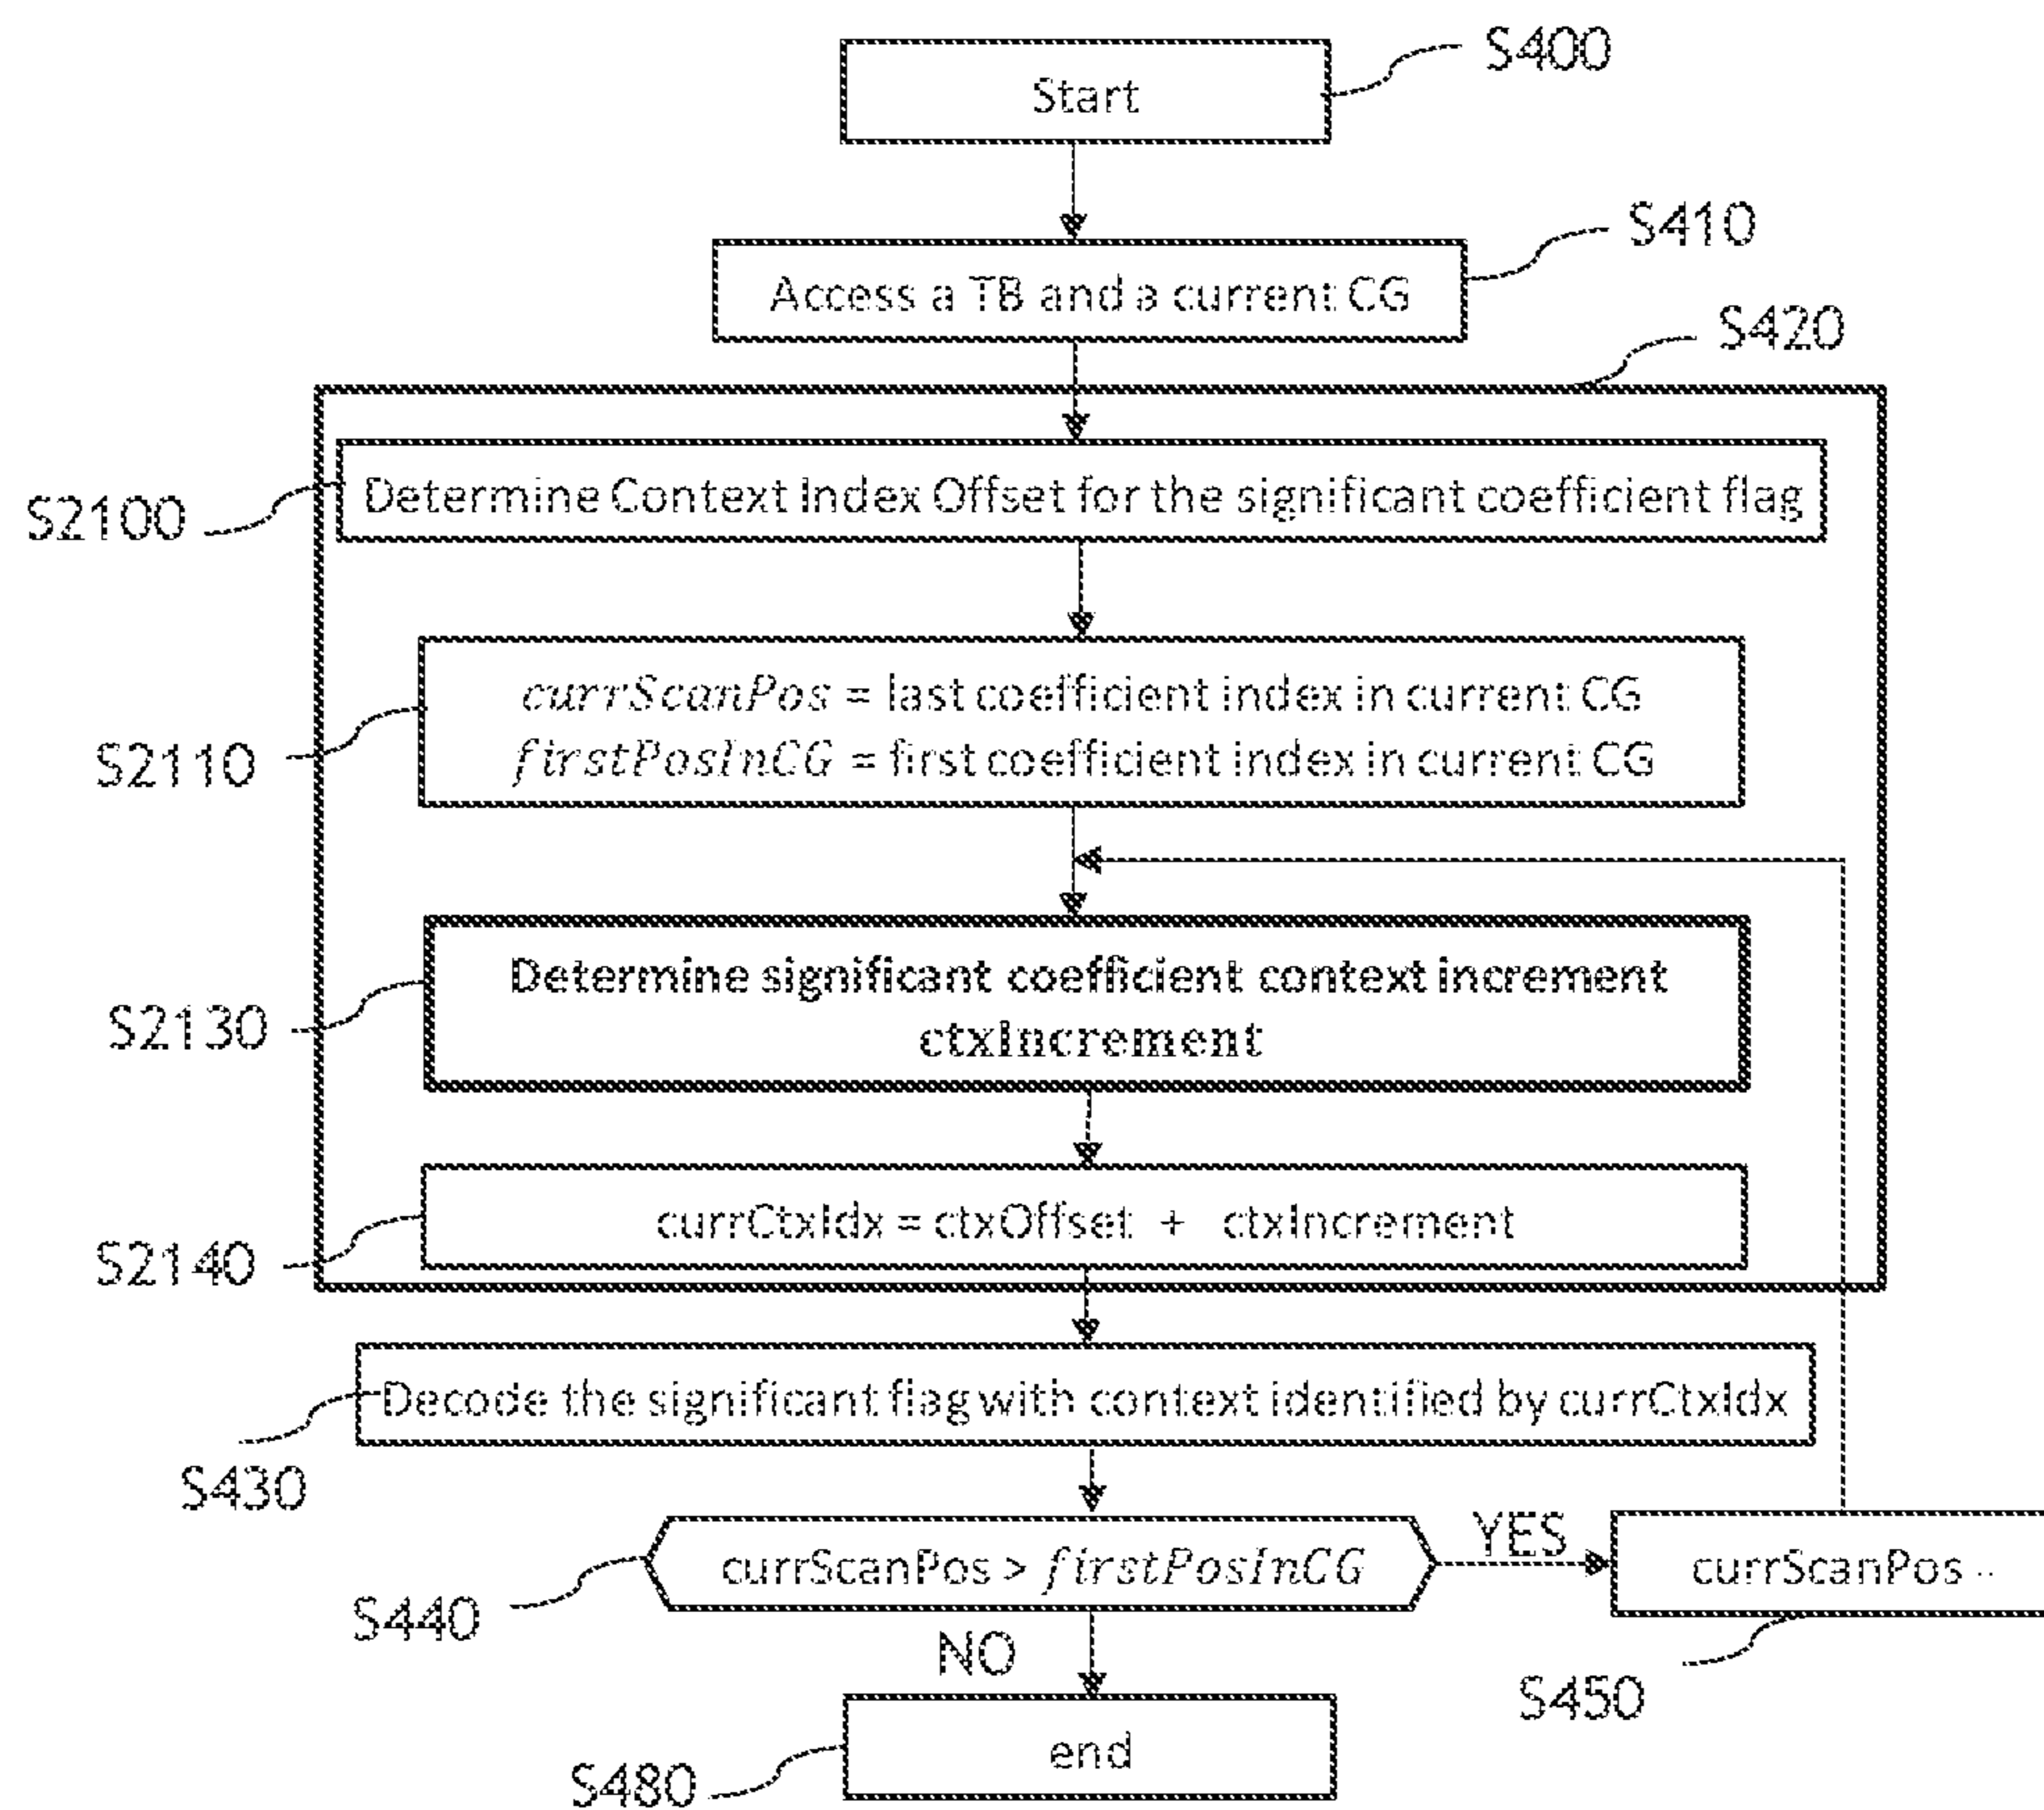 S400
Start
S410
Access a TB and a current CG
S420
S2100
Determine Context Index Offset for the significant coefficient flag
S2110
currScanPos = last coefficient index in current CG
firstPosInCG = first coefficient index in current CG
S2130
Determine significant coefficient context increment
ctxIncrement
S2140
currCtxIdx = ctxOffset + ctxIncrement
Decode the significant flag with context identified by currCtxIdx
S430
currScanPos > firstPosInCG
YES
currScanPos --
S440
NO
S450
end
S480